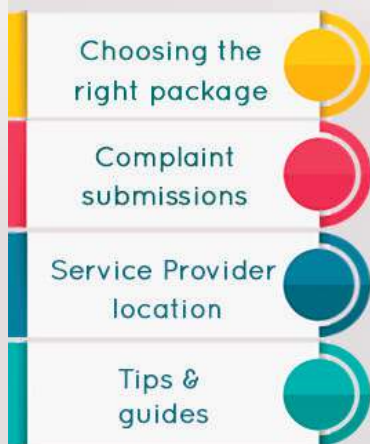 Choosing the
right package
Complaint
submissions
Service Provider
location
Tips &
guides